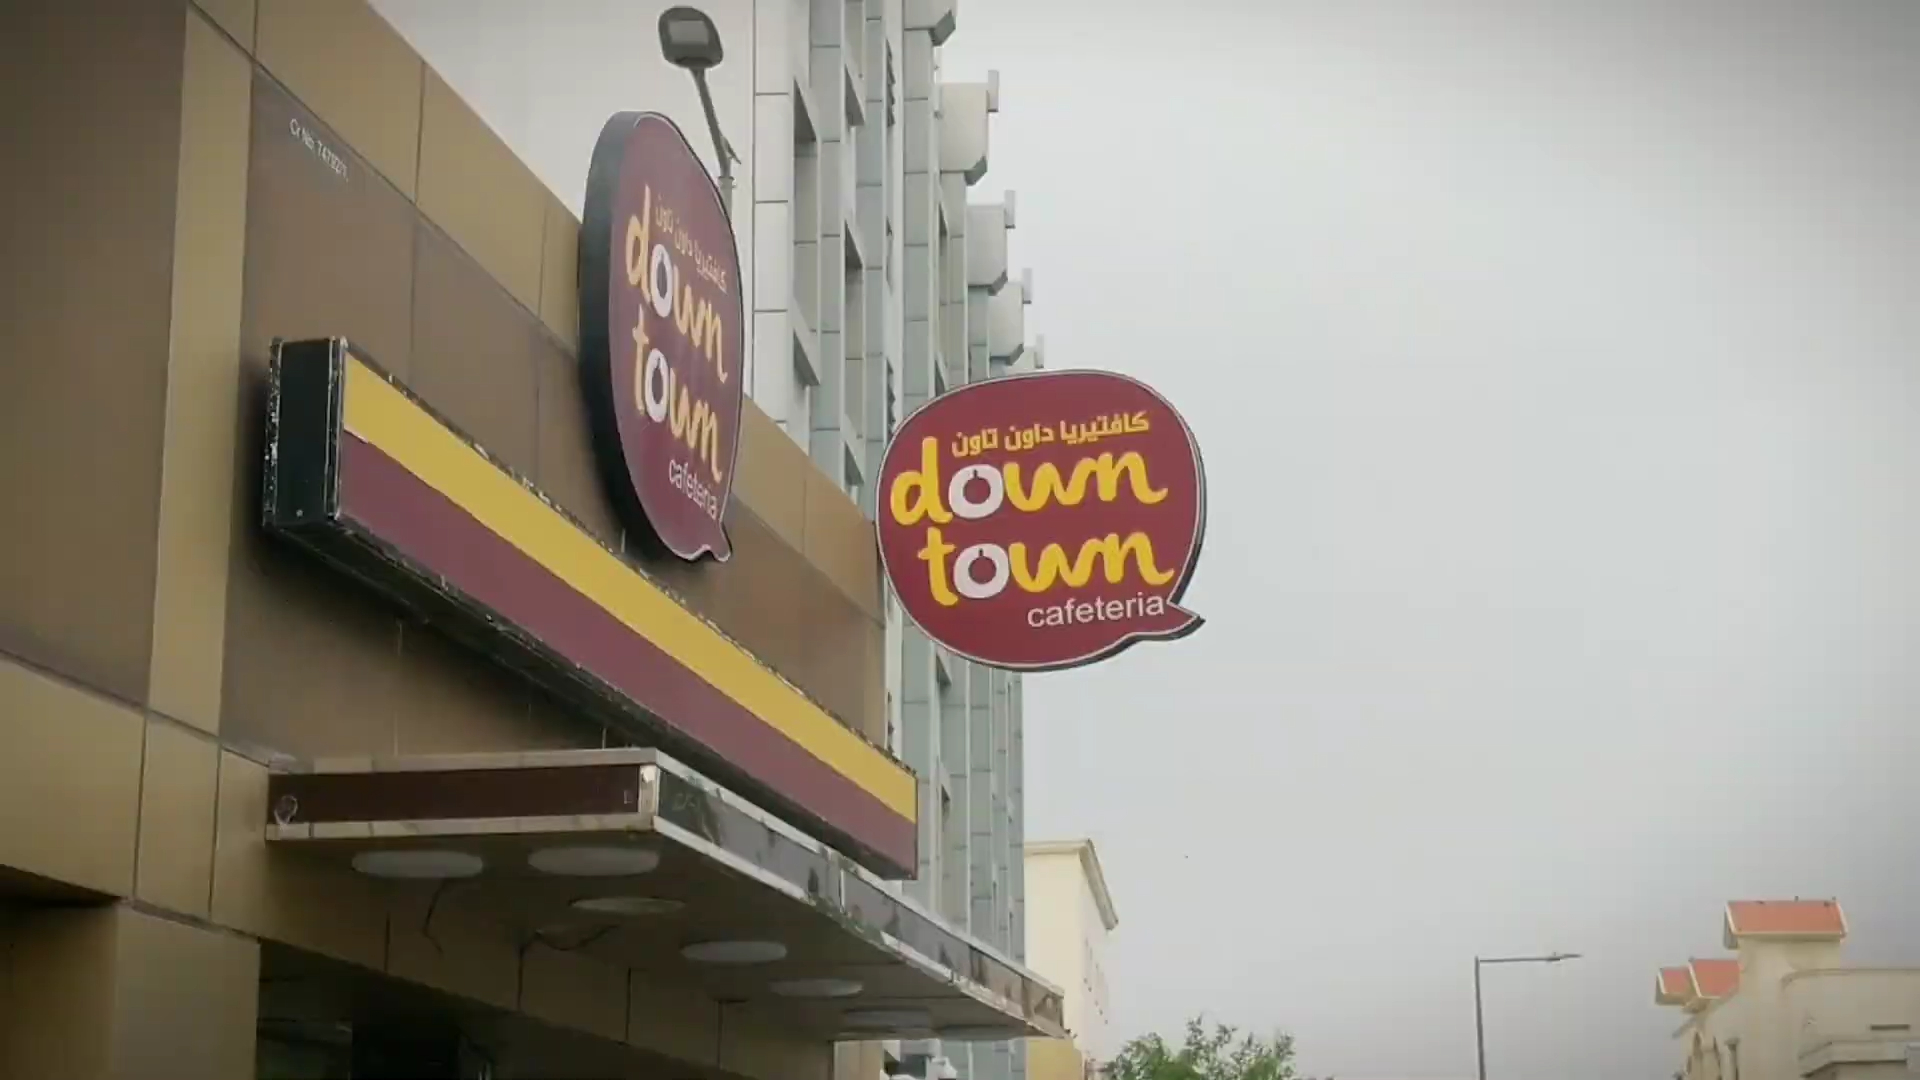 كافتيريا داون تاون
down
town
cafeteria
كافتيريا داون تاون
down
town
cafeteria